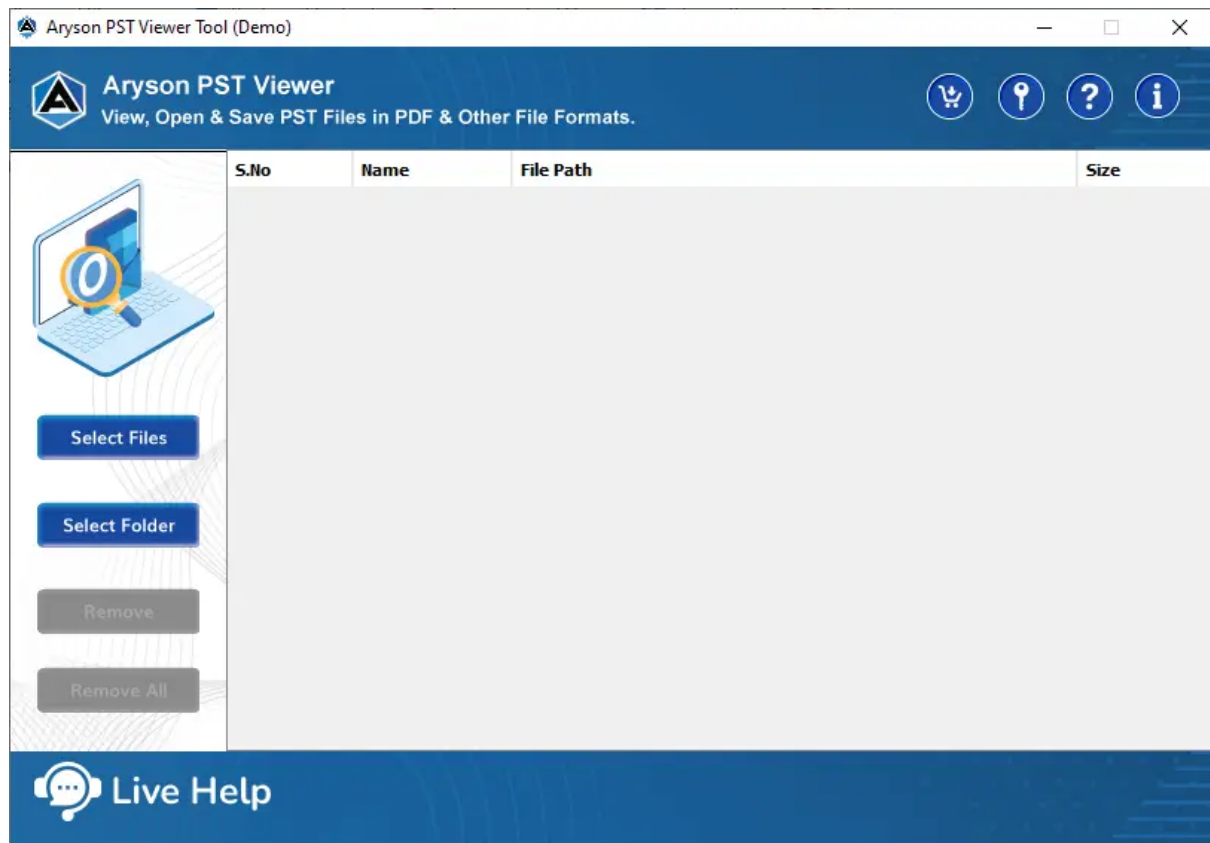 Aryson PST Viewer Tool (Demo)
Aryson PST Viewer
View, Open & Save PST Files in PDF & Other File Formats.
S.No Name File Path Size
Select Files
Select Folder
Remove
Remove All
Live Help